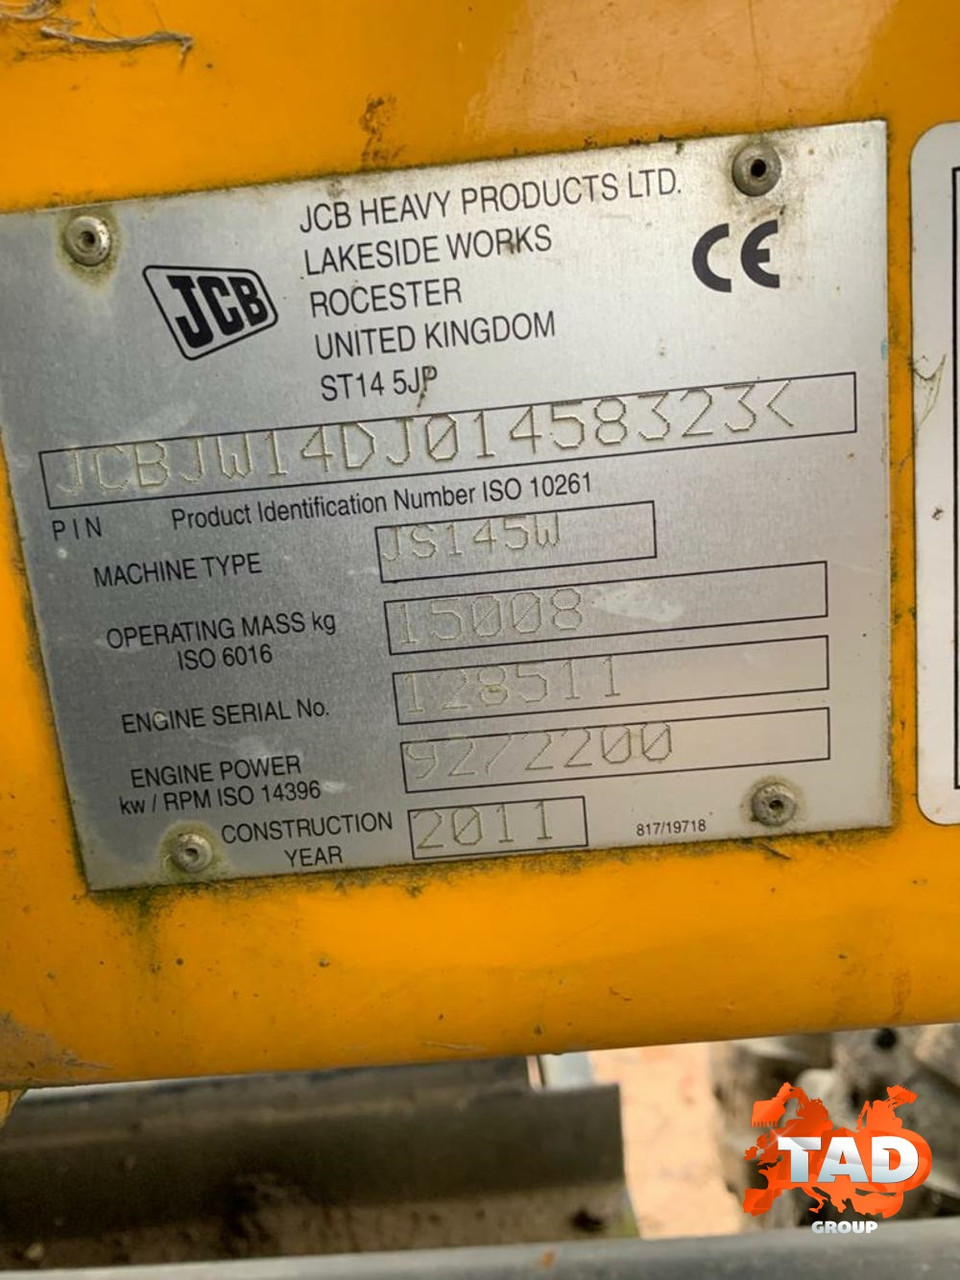 JCB HEAVY PRODUCTS LTD.
LAKESIDE WORKS
ROCESTER
UNITED KINGDOM
ST14 5JP
JCB
CE
JCBJW14DJ01458323<
PIN Product Identification Number ISO 10261
MACHINE TYPE JS145W
OPERATING MASS kg 15008
ISO 6016
ENGINE SERIAL No. 128511
ENGINE POWER 92/2200
kw / RPM ISO 14396
CONSTRUCTION 2011
YEAR
817/19718
TAD
GROUP